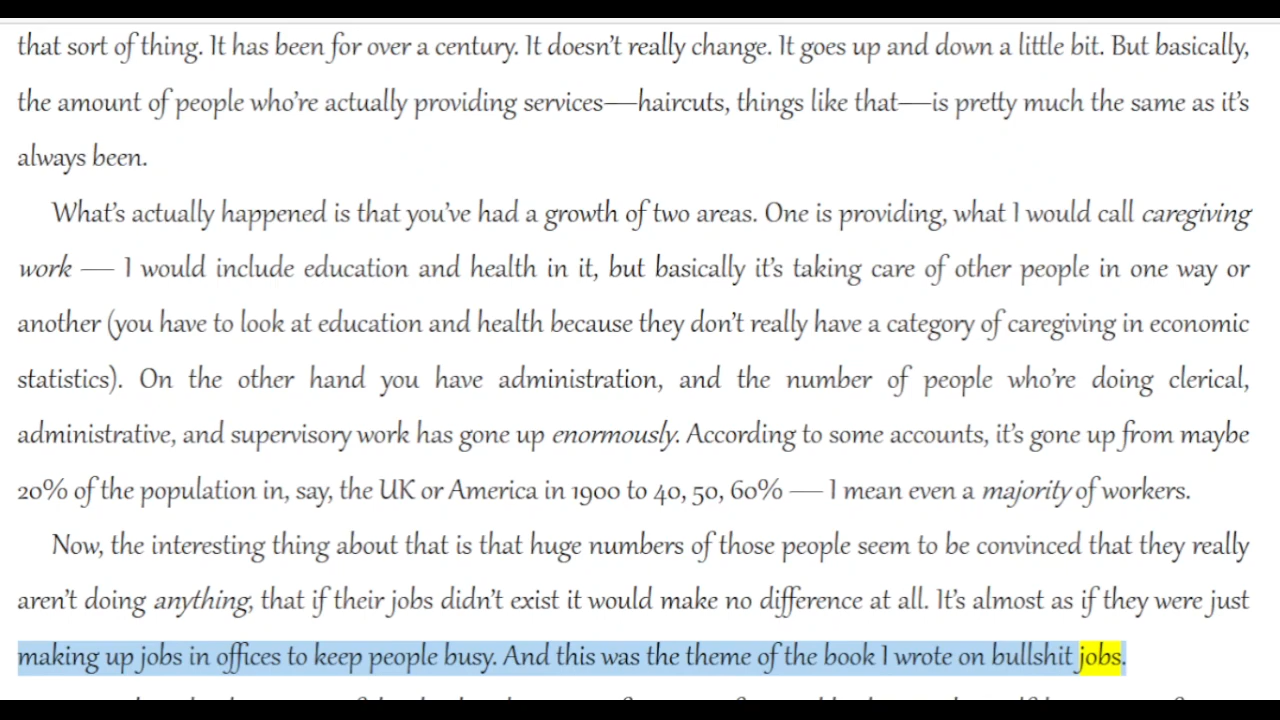 that sort of thing. It has been for over a century. It doesn't really change. It goes up and down a little bit. But basically,
the amount of people who're actually providing services—haircuts, things like that—is pretty much the same as it's
always been.
What's actually happened is that you've had a growth of two areas. One is providing, what I would call caregiving
work — I would include education and health in it, but basically it's taking care of other people in one way or
another (you have to look at education and health because they don't really have a category of caregiving in economic
statistics). On the other hand you have administration, and the number of people who're doing clerical,
administrative, and supervisory work has gone up enormously. According to some accounts, it's gone up from maybe
20% of the population in, say, the UK or America in 1900 to 40, 50, 60% — I mean even a majority of workers.
Now, the interesting thing about that is that huge numbers of those people seem to be convinced that they really
aren't doing anything, that if their jobs didn't exist it would make no difference at all. It's almost as if they were just
making up jobs in offices to keep people busy. And this was the theme of the book I wrote on bullshit jobs.